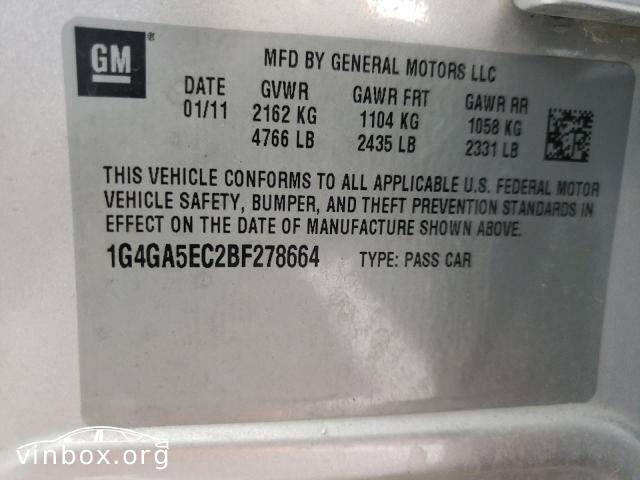 GM
MFD BY GENERAL MOTORS LLC
DATE GVWR GAWR FRT GAWR RR
01/11 2162 KG 1104 KG 1058 KG
4766 LB 2435 LB 2331 LB
THIS VEHICLE CONFORMS TO ALL APPLICABLE U.S. FEDERAL MOTOR
VEHICLE SAFETY, BUMPER, AND THEFT PREVENTION STANDARDS IN
EFFECT ON THE DATE OF MANUFACTURE SHOWN ABOVE.
1G4GA5EC2BF278664 TYPE: PASS CAR
vinbox.org